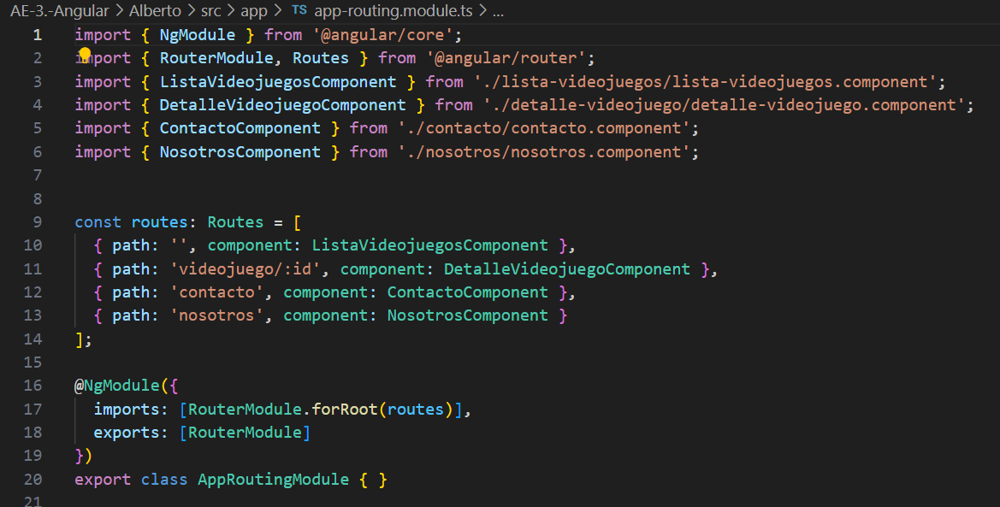 AE-3.-Angular > Alberto > src > app > TS app-routing.module.ts > ...
1 import { NgModule } from '@angular/core';
2 import { RouterModule, Routes } from '@angular/router';
3 import { ListaVideojuegosComponent } from './lista-videojuegos/lista-videojuegos.component';
4 import { DetalleVideojuegoComponent } from './detalle-videojuego/detalle-videojuego.component';
5 import { ContactoComponent } from './contacto/contacto.component';
6 import { NosotrosComponent } from './nosotros/nosotros.component';
7
8
9 const routes: Routes = [
10   { path: '', component: ListaVideojuegosComponent },
11   { path: 'videojuego/:id', component: DetalleVideojuegoComponent },
12   { path: 'contacto', component: ContactoComponent },
13   { path: 'nosotros', component: NosotrosComponent }
14 ];
15
16 @NgModule({
17   imports: [RouterModule.forRoot(routes)],
18   exports: [RouterModule]
19 })
20 export class AppRoutingModule { }
21